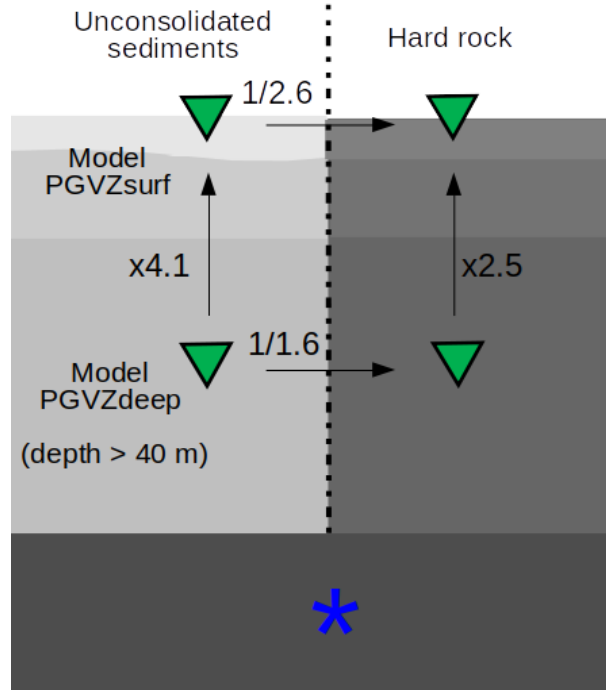 Unconsolidated
sediments
Hard rock
1/2.6
Model
PGVZsurf
x4.1
x2.5
1/1.6
Model
PGVZdeep
(depth > 40 m)
*